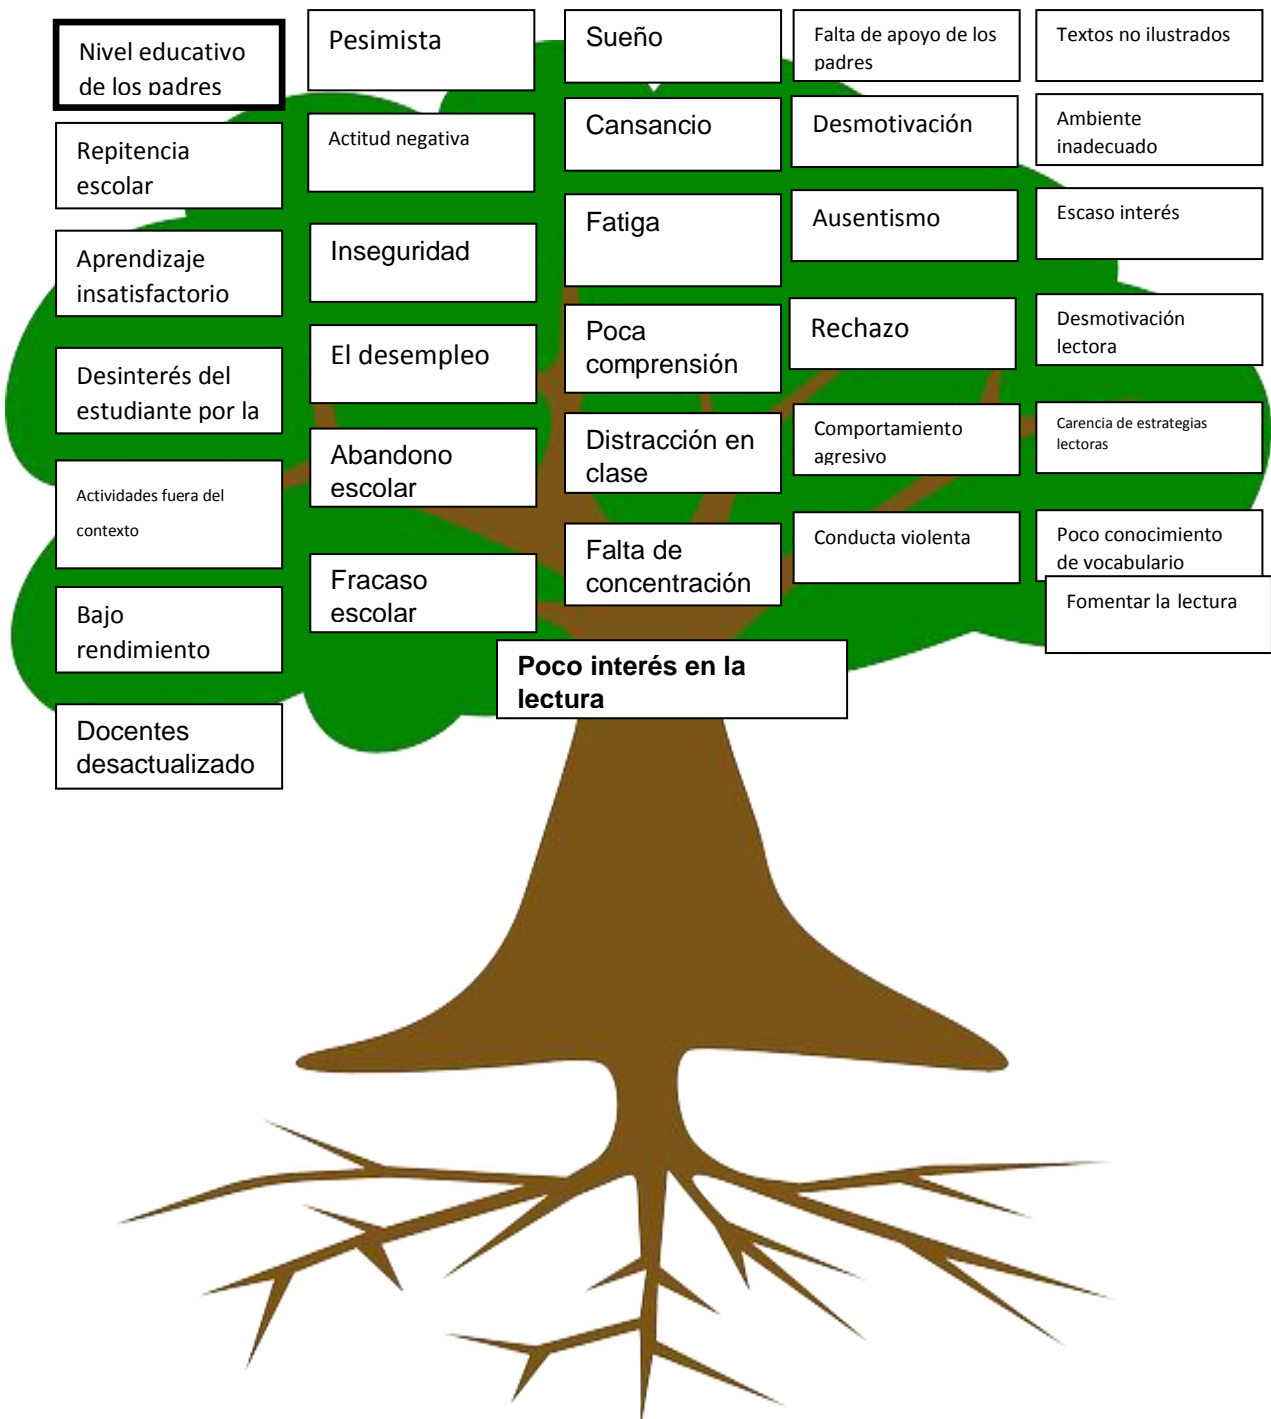 Nivel educativo
de los padres
Repitencia
escolar
Aprendizaje
insatisfactorio
Desinterés del
estudiante por la
Actividades fuera del
contexto
Bajo
rendimiento
Docentes
desactualizado
Pesimista
Actitud negativa
Inseguridad
El desempleo
Abandono
escolar
Fracaso
escolar
Sueño
Cansancio
Fatiga
Poca
comprensión
Distracción en
clase
Falta de
concentración
Falta de apoyo de los
padres
Desmotivación
Ausentismo
Rechazo
Comportamiento
agresivo
Conducta violenta
Textos no ilustrados
Ambiente
inadecuado
Escaso interés
Desmotivación
lectora
Carencia de estrategias
lectoras
Poco conocimiento
de vocabulario
Fomentar la lectura
Poco interés en la
lectura